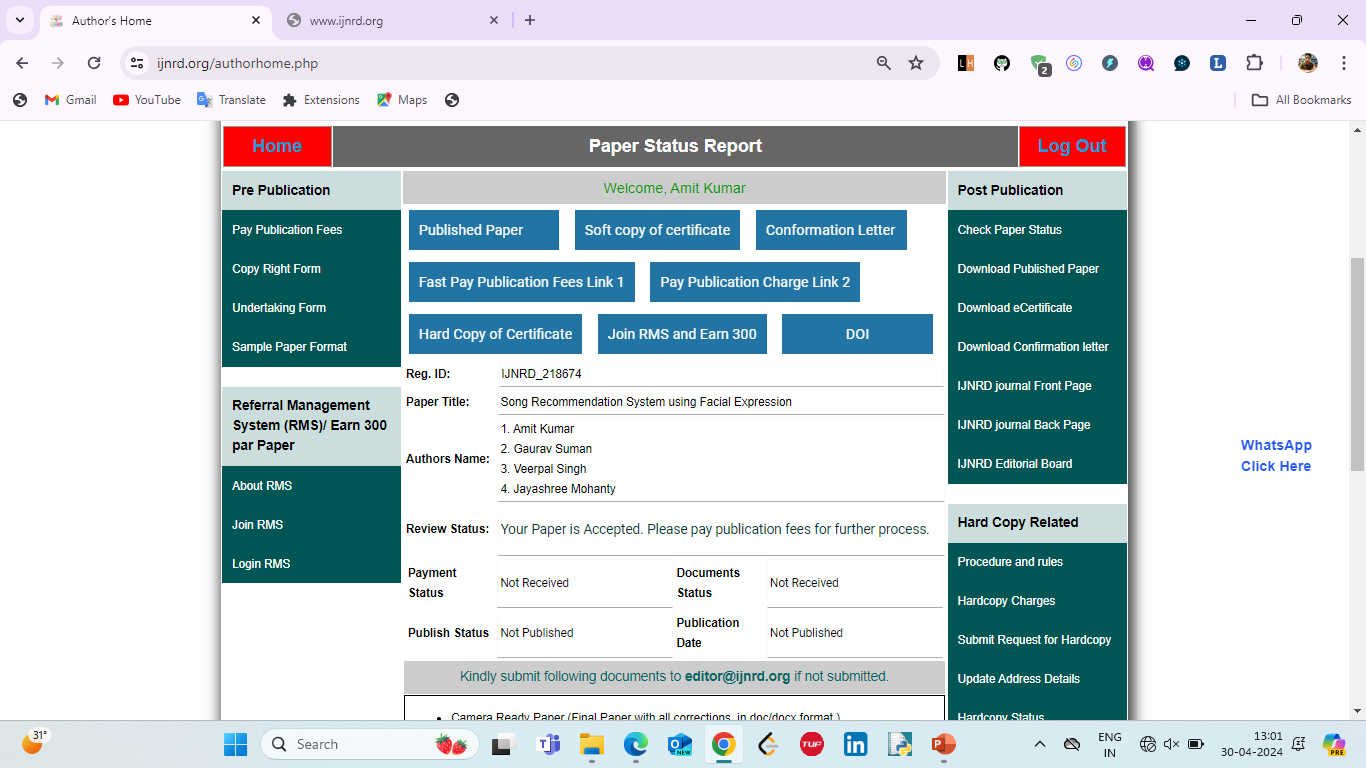 Author's Home
www.ijnrd.org
ijnrd.org/authorhome.php
2
Gmail
YouTube
Translate
Extensions
Maps
All Bookmarks
Home
Paper Status Report
Log Out
Pre Publication
Pay Publication Fees
Copy Right Form
Undertaking Form
Sample Paper Format
Referral Management
System (RMS)/ Earn 300
par Paper
About RMS
Join RMS
Login RMS
Welcome, Amit Kumar
Published Paper
Soft copy of certificate
Conformation Letter
Fast Pay Publication Fees Link 1
Pay Publication Charge Link 2
Hard Copy of Certificate
Join RMS and Earn 300
DOI
Reg. ID:
IJNRD_218674
Paper Title:
Song Recommendation System using Facial Expression
Authors Name:
1. Amit Kumar
2. Gaurav Suman
3. Veerpal Singh
4. Jayashree Mohanty
Review Status:
Your Paper is Accepted. Please pay publication fees for further process.
Payment
Status
Not Received
Documents
Status
Not Received
Publish Status
Not Published
Publication
Date
Not Published
Kindly submit following documents to editor@ijnrd.org if not submitted.
Camera Ready Paper (Final Paper with all corrections, in doc/docx format.)
Post Publication
Check Paper Status
Download Published Paper
Download eCertificate
Download Confirmation letter
IJNRD journal Front Page
IJNRD journal Back Page
IJNRD Editorial Board
Hard Copy Related
Procedure and rules
Hardcopy Charges
Submit Request for Hardcopy
Update Address Details
Hardcopy Status
WhatsApp
Click Here
31°
Search
NEW
TUF
in
ENG
IN
13:01
30-04-2024
PRE